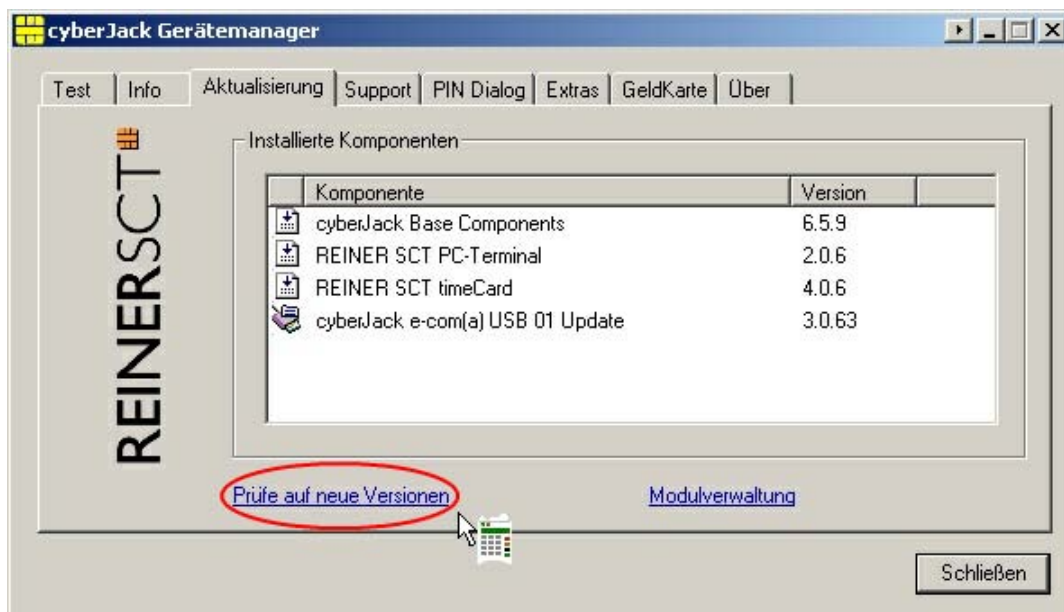 cyberJack Gerätemanager
Test Info Aktualisierung Support PIN Dialog Extras GeldKarte Über
REINERSCT
Installierte Komponenten
Komponente Version
cyberJack Base Components 6.5.9
REINER SCT PC-Terminal 2.0.6
REINER SCT timeCard 4.0.6
cyberJack e-com(a) USB 01 Update 3.0.63
Prüfe auf neue Versionen Modulverwaltung
Schließen